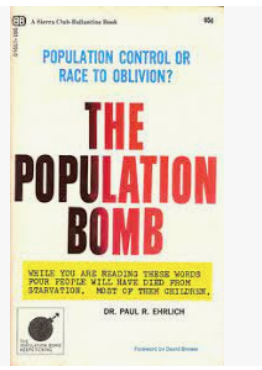 A Sierra Club-Ballantine Book
95¢
POPULATION CONTROL OR
RACE TO OBLIVION?
THE
POPULATION
BOMB
WHILE YOU ARE READING THESE WORDS
FOUR PEOPLE WILL HAVE DIED FROM
STARVATION. MOST OF THEM CHILDREN.
DR. PAUL R. EHRLICH
THE
POPULATION BOMB
KEEPS TICKING
Foreword by David Brower